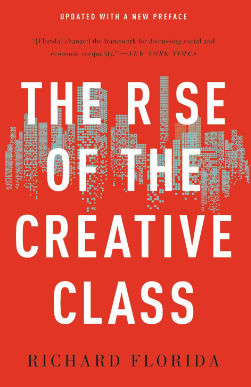 UPDATED WITH A NEW PREFACE
"[Florida] changed the framework for discussing social and
economic inequality." —NEW YORK TIMES
THE RISE
OF THE
CREATIVE
CLASS
RICHARD FLORIDA